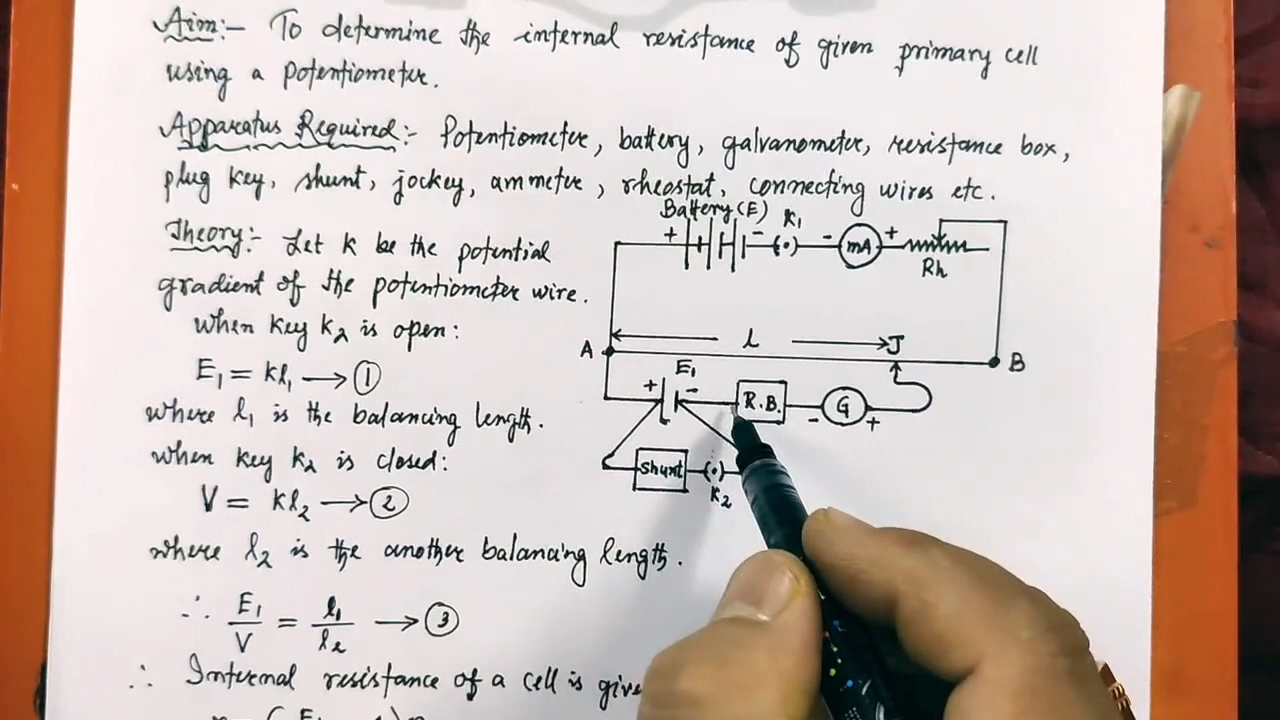 Aim:- To determine the internal resistance of given primary cell
using a potentiometer.
Apparatus Required:- Potentiometer, battery, galvanometer, resistance box,
plug key, shunt, jockey, ammeter, rheostat, connecting wires etc.
Theory:- Let k be the potential
gradient of the potentiometer wire.
When key k₂ is open:
E₁ = kl₁ → ①
where l₁ is the balancing length.
when key k₂ is closed:
V = kl₂ → ②
where l₂ is the another balancing length.
∴ E₁/V = l₁/l₂ → ③
∴ Internal resistance of a cell is give
Battery (E) K₁
+ - - mA +
Rh
l J
A B
E₁
+ - R.B. G
- +
Shunt
K₂